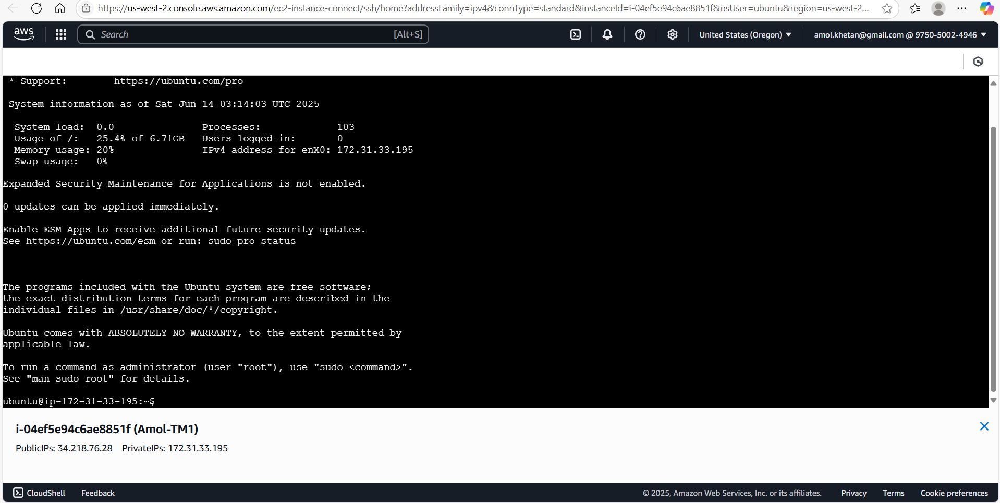 https://us-west-2.console.aws.amazon.com/ec2-instance-connect/ssh/home?addressFamily=ipv4&connType=standard&instanceId=i-04ef5e94c6ae8851f&osUser=ubuntu&region=us-west-2...
aws Search [Alt+S] United States (Oregon) amol.khetan@gmail.com @ 9750-5002-4946
* Support: https://ubuntu.com/pro
System information as of Sat Jun 14 03:14:03 UTC 2025
System load: 0.0 Processes: 103
Usage of /: 25.4% of 6.71GB Users logged in: 0
Memory usage: 20% IPv4 address for enX0: 172.31.33.195
Swap usage: 0%
Expanded Security Maintenance for Applications is not enabled.
0 updates can be applied immediately.
Enable ESM Apps to receive additional future security updates.
See https://ubuntu.com/esm or run: sudo pro status
The programs included with the Ubuntu system are free software;
the exact distribution terms for each program are described in the
individual files in /usr/share/doc/*/copyright.
Ubuntu comes with ABSOLUTELY NO WARRANTY, to the extent permitted by
applicable law.
To run a command as administrator (user "root"), use "sudo <command>".
See "man sudo_root" for details.
ubuntu@ip-172-31-33-195:~$
i-04ef5e94c6ae8851f (Amol-TM1)
PublicIPs: 34.218.76.28 PrivateIPs: 172.31.33.195
CloudShell Feedback © 2025, Amazon Web Services, Inc. or its affiliates. Privacy Terms Cookie preferences